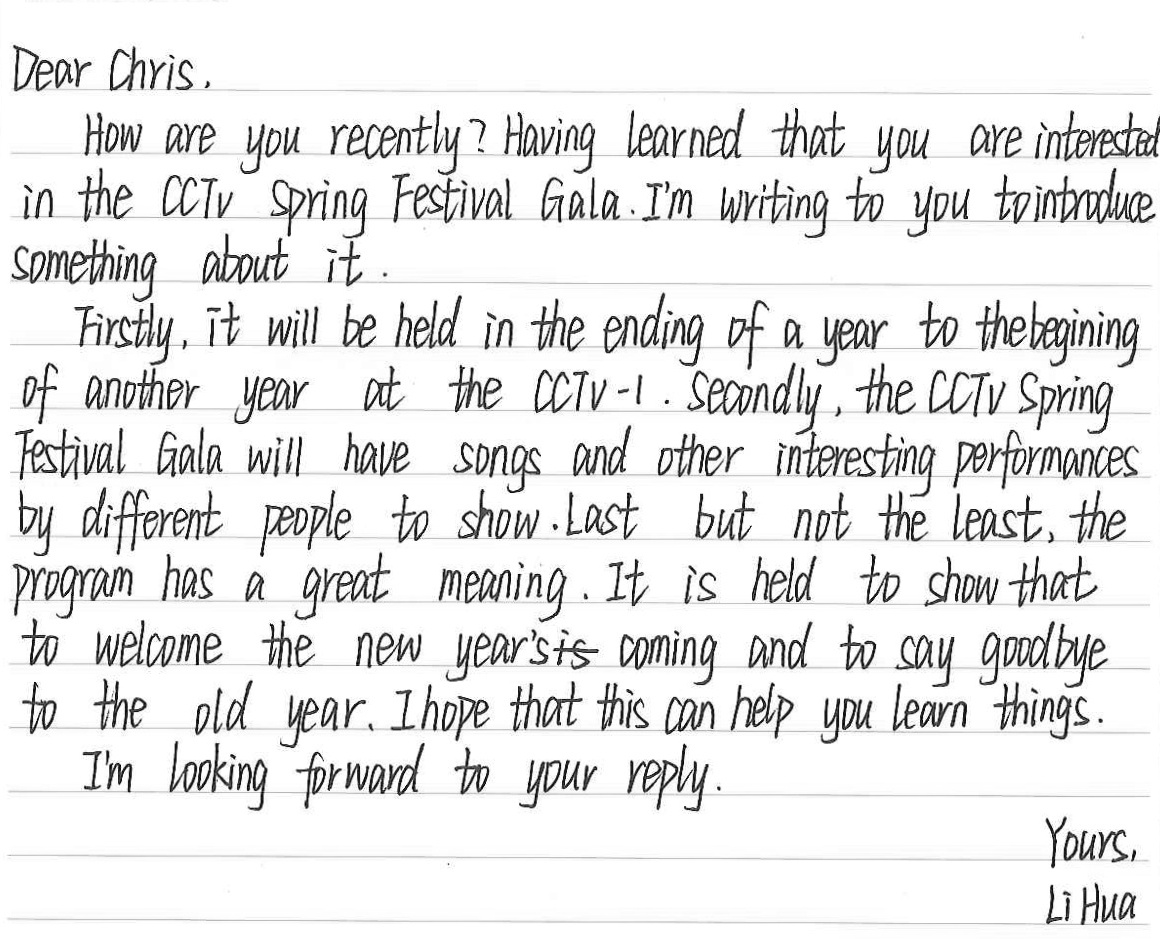 Dear Chris.
How are you recently? Having learned that you are interested
in the CCTV Spring Festival Gala. I'm writing to you to introduce
something about it.
Firstly, it will be held in the ending of a year to the begining
of another year at the CCTV-1. Secondly, the CCTV Spring
Festival Gala will have songs and other interesting performances
by different people to show. Last but not the least, the
program has a great meaning. It is held to show that
to welcome the new year's is coming and to say goodbye
to the old year. I hope that this can help you learn things.
I'm looking forward to your reply.
Yours,
Li Hua